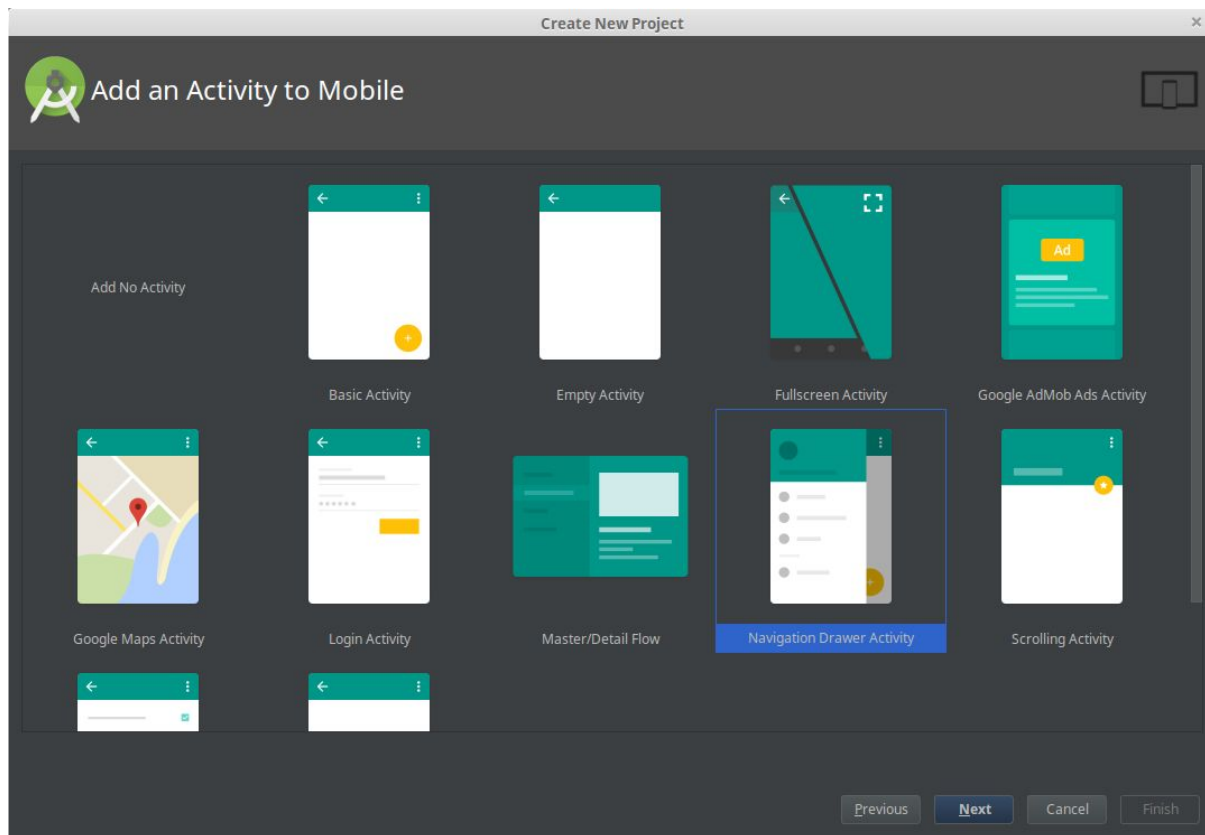 Create New Project
Add an Activity to Mobile
Add No Activity
Ad
Basic Activity
Empty Activity
Fullscreen Activity
Google AdMob Ads Activity
Google Maps Activity
Login Activity
Master/Detail Flow
Navigation Drawer Activity
Scrolling Activity
Previous
Next
Cancel
Finish